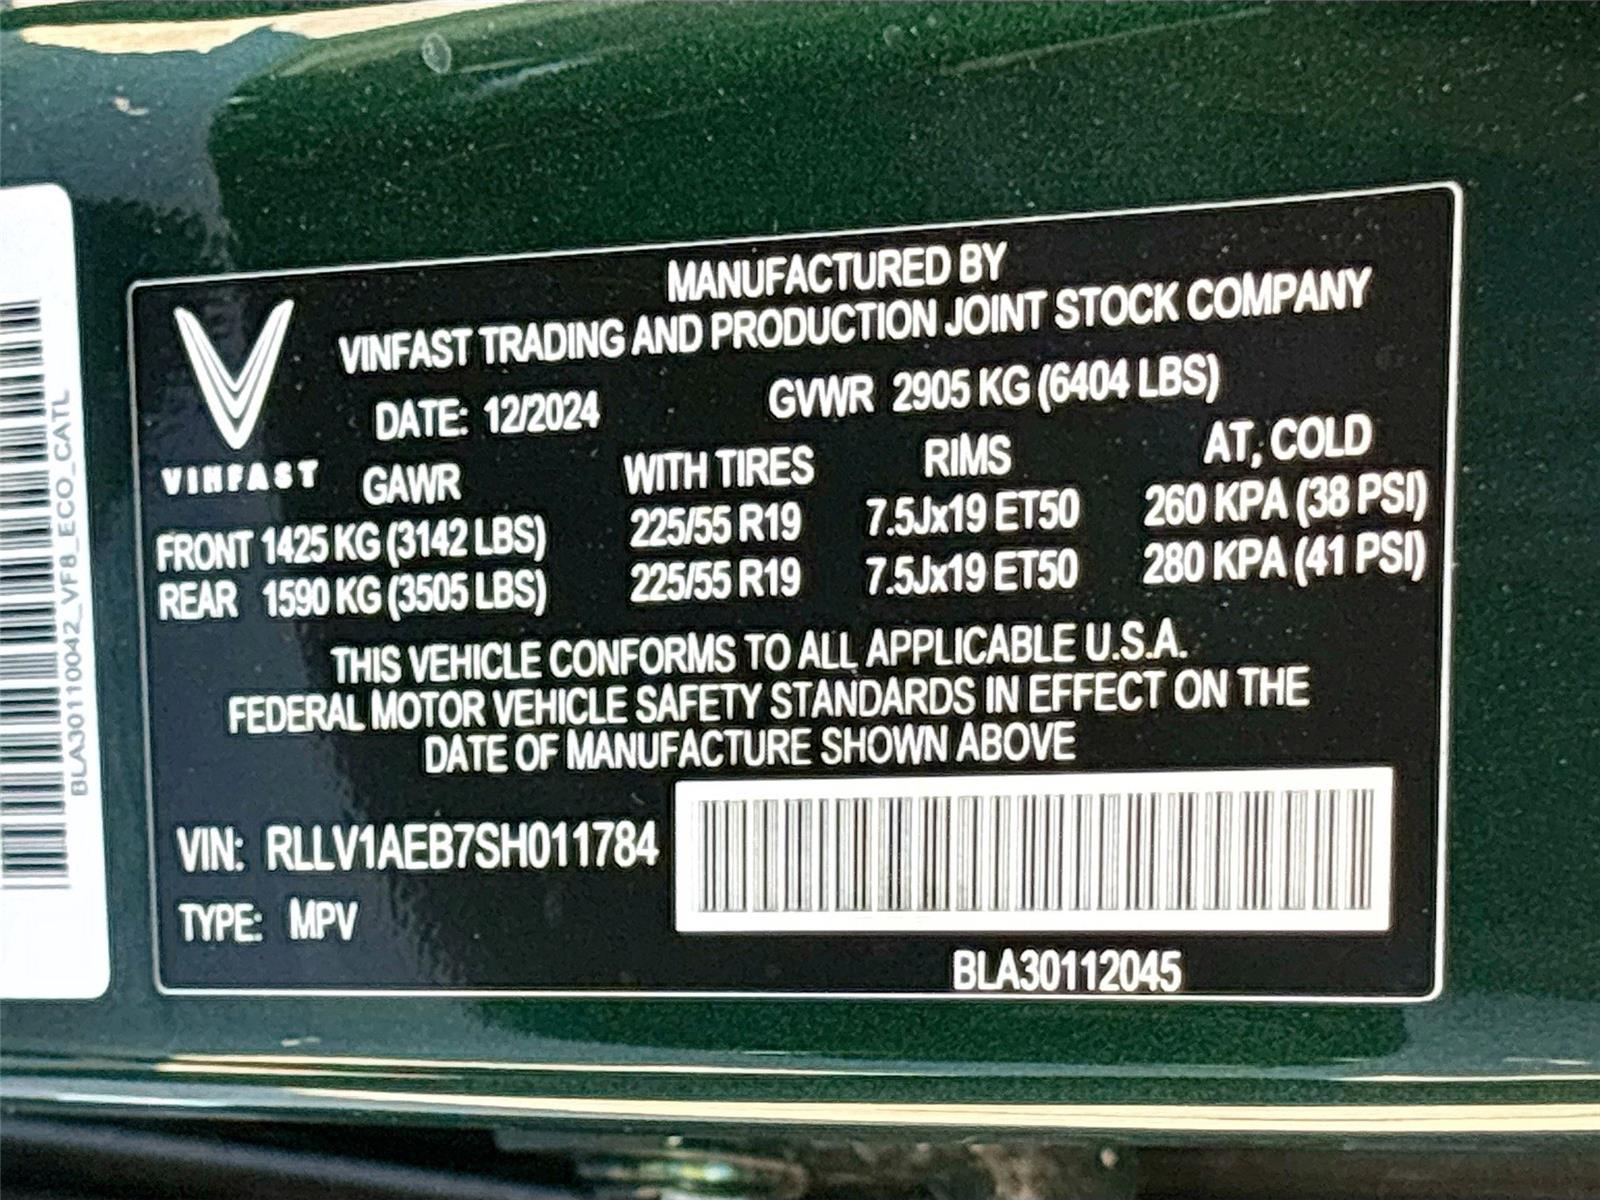 MANUFACTURED BY
VINFAST TRADING AND PRODUCTION JOINT STOCK COMPANY
DATE: 12/2024 GVWR 2905 KG (6404 LBS)
VINFAST
GAWR WITH TIRES RIMS AT, COLD
FRONT 1425 KG (3142 LBS) 225/55 R19 7.5Jx19 ET50 260 KPA (38 PSI)
REAR 1590 KG (3505 LBS) 225/55 R19 7.5Jx19 ET50 280 KPA (41 PSI)
THIS VEHICLE CONFORMS TO ALL APPLICABLE U.S.A.
FEDERAL MOTOR VEHICLE SAFETY STANDARDS IN EFFECT ON THE
DATE OF MANUFACTURE SHOWN ABOVE
VIN: RLLV1AEB7SH011784
TYPE: MPV
BLA30112045
BLA30110042_VF8_ECO_CATL